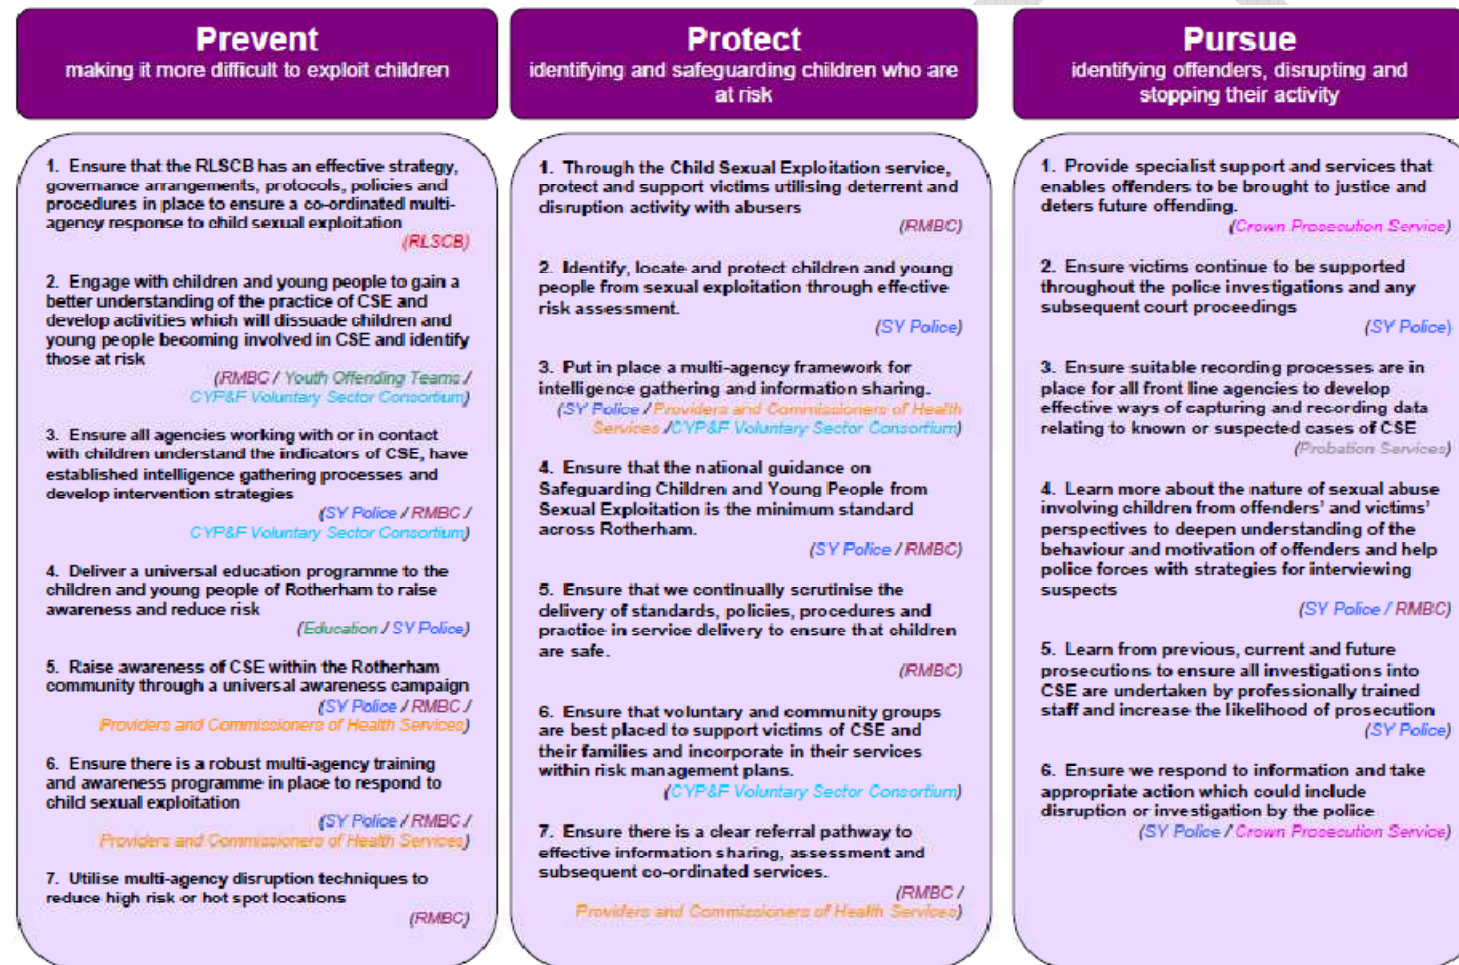 Prevent
making it more difficult to exploit children
1. Ensure that the RLSCB has an effective strategy,
governance arrangements, protocols, policies and
procedures in place to ensure a co-ordinated multi-
agency response to child sexual exploitation
(RLSCB)
2. Engage with children and young people to gain a
better understanding of the practice of CSE and
develop activities which will dissuade children and
young people becoming involved in CSE and identify
those at risk
(RMBC / Youth Offending Teams /
CYP&F Voluntary Sector Consortium)
3. Ensure all agencies working with or in contact
with children understand the indicators of CSE, have
established intelligence gathering processes and
develop intervention strategies
(SY Police / RMBC /
CYP&F Voluntary Sector Consortium)
4. Deliver a universal education programme to the
children and young people of Rotherham to raise
awareness and reduce risk
(Education / SY Police)
5. Raise awareness of CSE within the Rotherham
community through a universal awareness campaign
(SY Police / RMBC /
Providers and Commissioners of Health Services)
6. Ensure there is a robust multi-agency training
and awareness programme in place to respond to
child sexual exploitation
(SY Police / RMBC /
Providers and Commissioners of Health Services)
7. Utilise multi-agency disruption techniques to
reduce high risk or hot spot locations
(RMBC)
Protect
identifying and safeguarding children who are
at risk
1. Through the Child Sexual Exploitation service,
protect and support victims utilising deterrent and
disruption activity with abusers
(RMBC)
2. Identify, locate and protect children and young
people from sexual exploitation through effective
risk assessment.
(SY Police)
3. Put in place a multi-agency framework for
intelligence gathering and information sharing.
(SY Police / Providers and Commissioners of Health
Services /CYP&F Voluntary Sector Consortium)
4. Ensure that the national guidance on
Safeguarding Children and Young People from
Sexual Exploitation is the minimum standard
across Rotherham.
(SY Police / RMBC)
5. Ensure that we continually scrutinise the
delivery of standards, policies, procedures and
practice in service delivery to ensure that children
are safe.
(RMBC)
6. Ensure that voluntary and community groups
are best placed to support victims of CSE and
their families and incorporate in their services
within risk management plans.
(CYP&F Voluntary Sector Consortium)
7. Ensure there is a clear referral pathway to
effective information sharing, assessment and
subsequent co-ordinated services.
(RMBC /
Providers and Commissioners of Health Services)
Pursue
identifying offenders, disrupting and
stopping their activity
1. Provide specialist support and services that
enables offenders to be brought to justice and
deters future offending.
(Crown Prosecution Service)
2. Ensure victims continue to be supported
throughout the police investigations and any
subsequent court proceedings
(SY Police)
3. Ensure suitable recording processes are in
place for all front line agencies to develop
effective ways of capturing and recording data
relating to known or suspected cases of CSE
(Probation Services)
4. Learn more about the nature of sexual abuse
involving children from offenders' and victims'
perspectives to deepen understanding of the
behaviour and motivation of offenders and help
police forces with strategies for interviewing
suspects
(SY Police / RMBC)
5. Learn from previous, current and future
prosecutions to ensure all investigations into
CSE are undertaken by professionally trained
staff and increase the likelihood of prosecution
(SY Police)
6. Ensure we respond to information and take
appropriate action which could include
disruption or investigation by the police
(SY Police / Crown Prosecution Service)